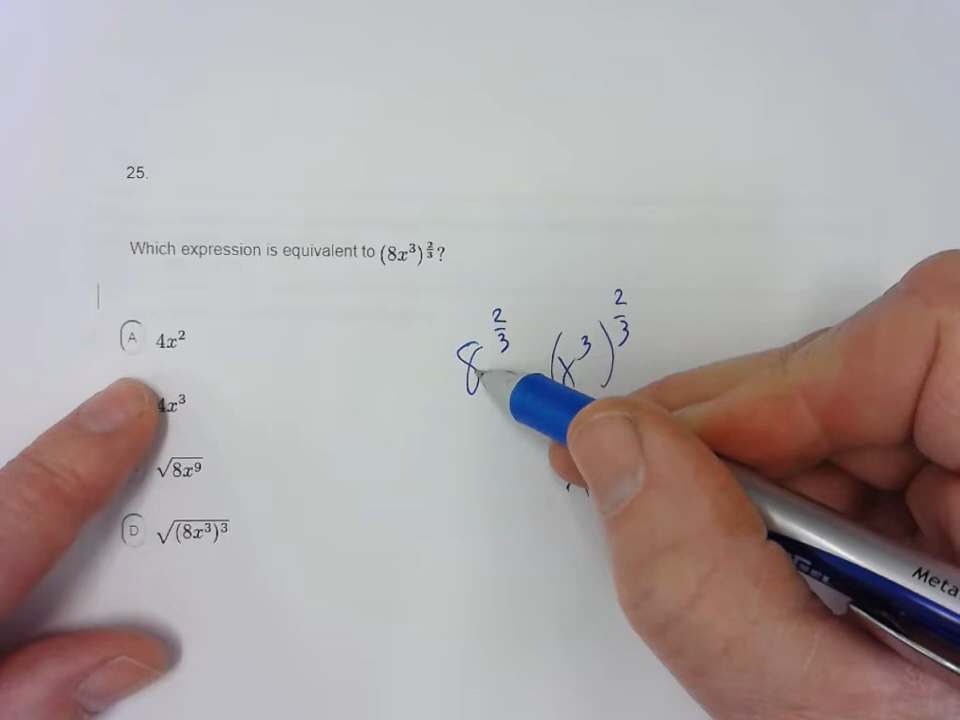 25.
Which expression is equivalent to (8x³)^{2/3}?
A 4x²
4x³
√(8x⁹)
D √((8x³)³)
8^{2/3} (x³)^{2/3}
Meta
Gel